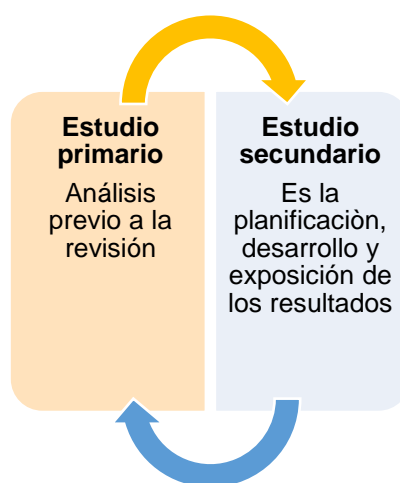 Estudio
primario
Análisis
previo a la
revisión
Estudio
secundario
Es la
planificaciòn,
desarrollo y
exposición de
los resultados